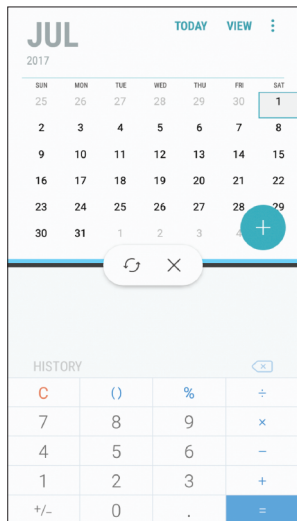 JUL TODAY VIEW
2017
SUN MON TUE WED THU FRI SAT
25 26 27 28 29 30 1
2 3 4 5 6 7 8
9 10 11 12 13 14 15
16 17 18 19 20 21 22
23 24 25 26 27 28 29
30 31 1 2 3 4
+
HISTORY
C () % ÷
7 8 9 ×
4 5 6 −
1 2 3 +
+/− 0 . =